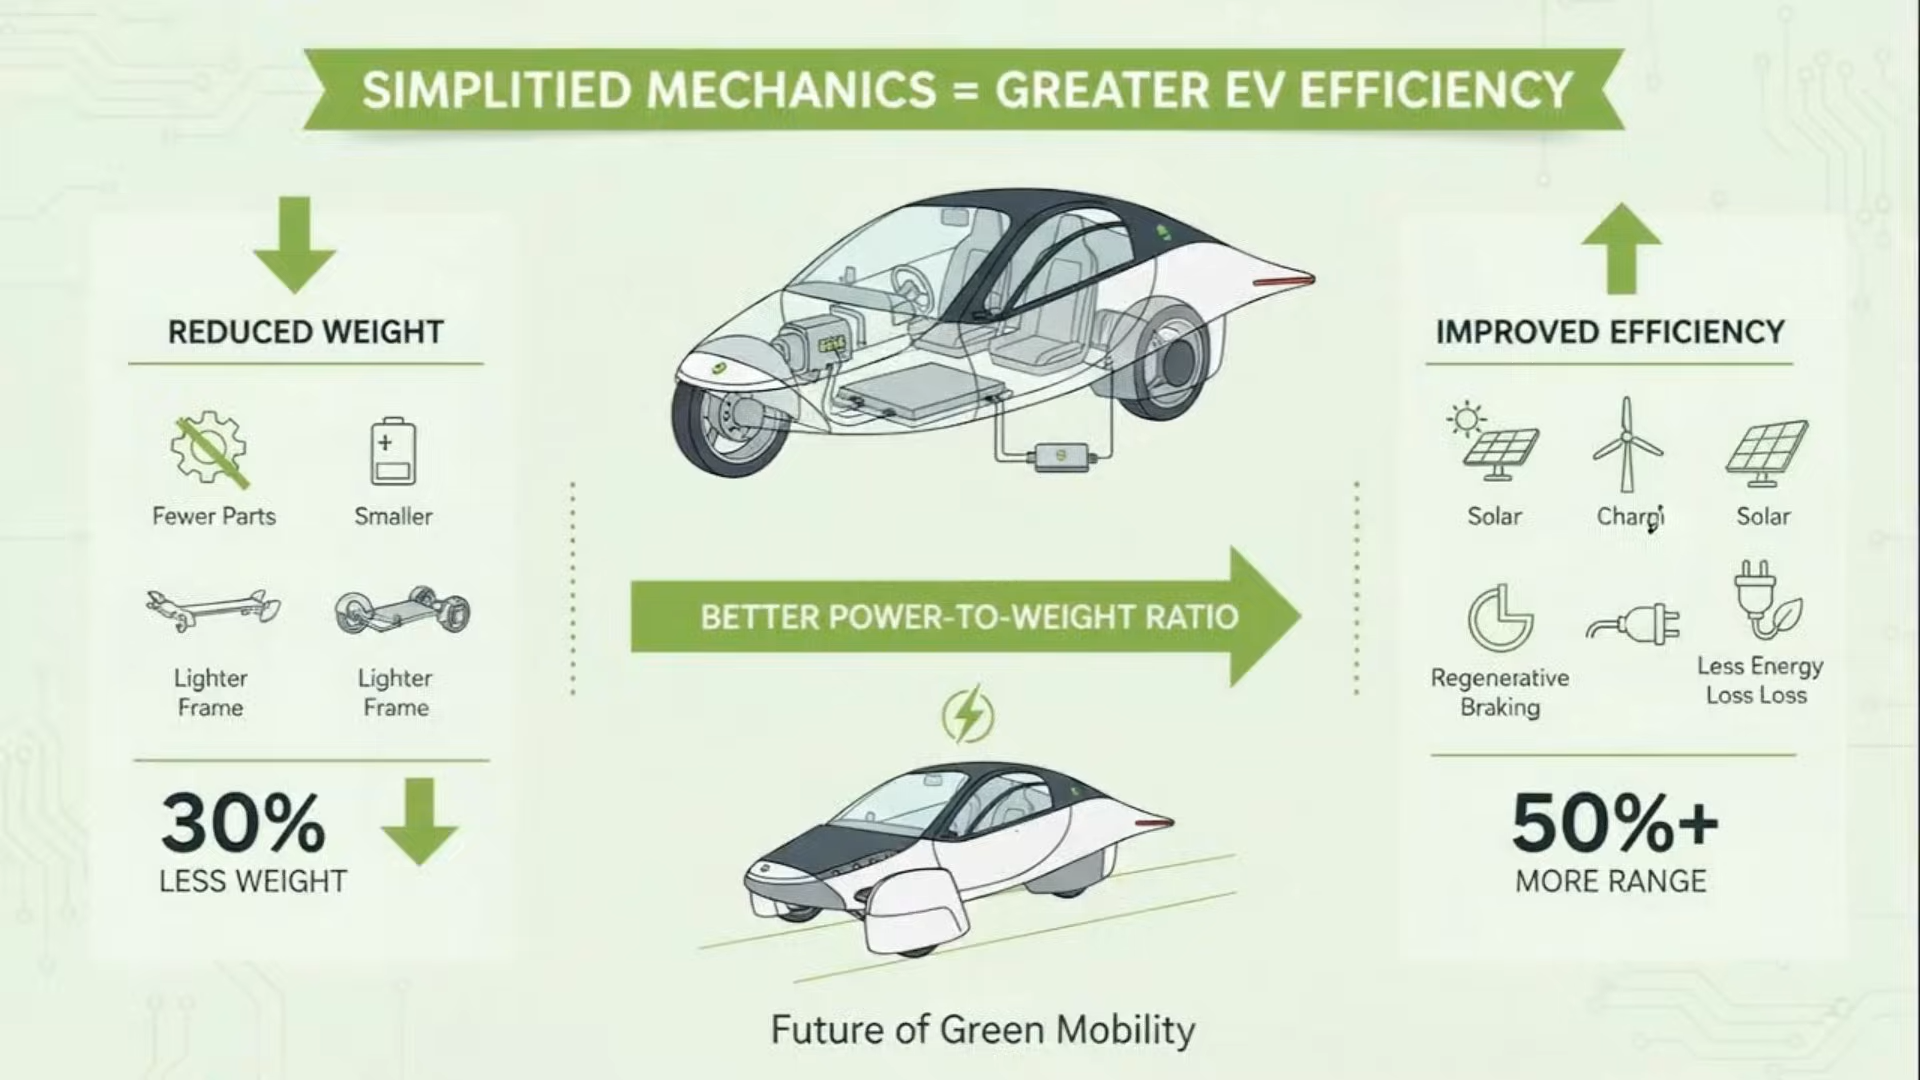 SIMPLITIED MECHANICS = GREATER EV EFFICIENCY
REDUCED WEIGHT
Fewer Parts
Smaller
Lighter
Frame
Lighter
Frame
30%
LESS WEIGHT
BETTER POWER-TO-WEIGHT RATIO
Future of Green Mobility
IMPROVED EFFICIENCY
Solar
Solar
Regenerative
Braking
Less Energy
Loss Loss
50%+
MORE RANGE